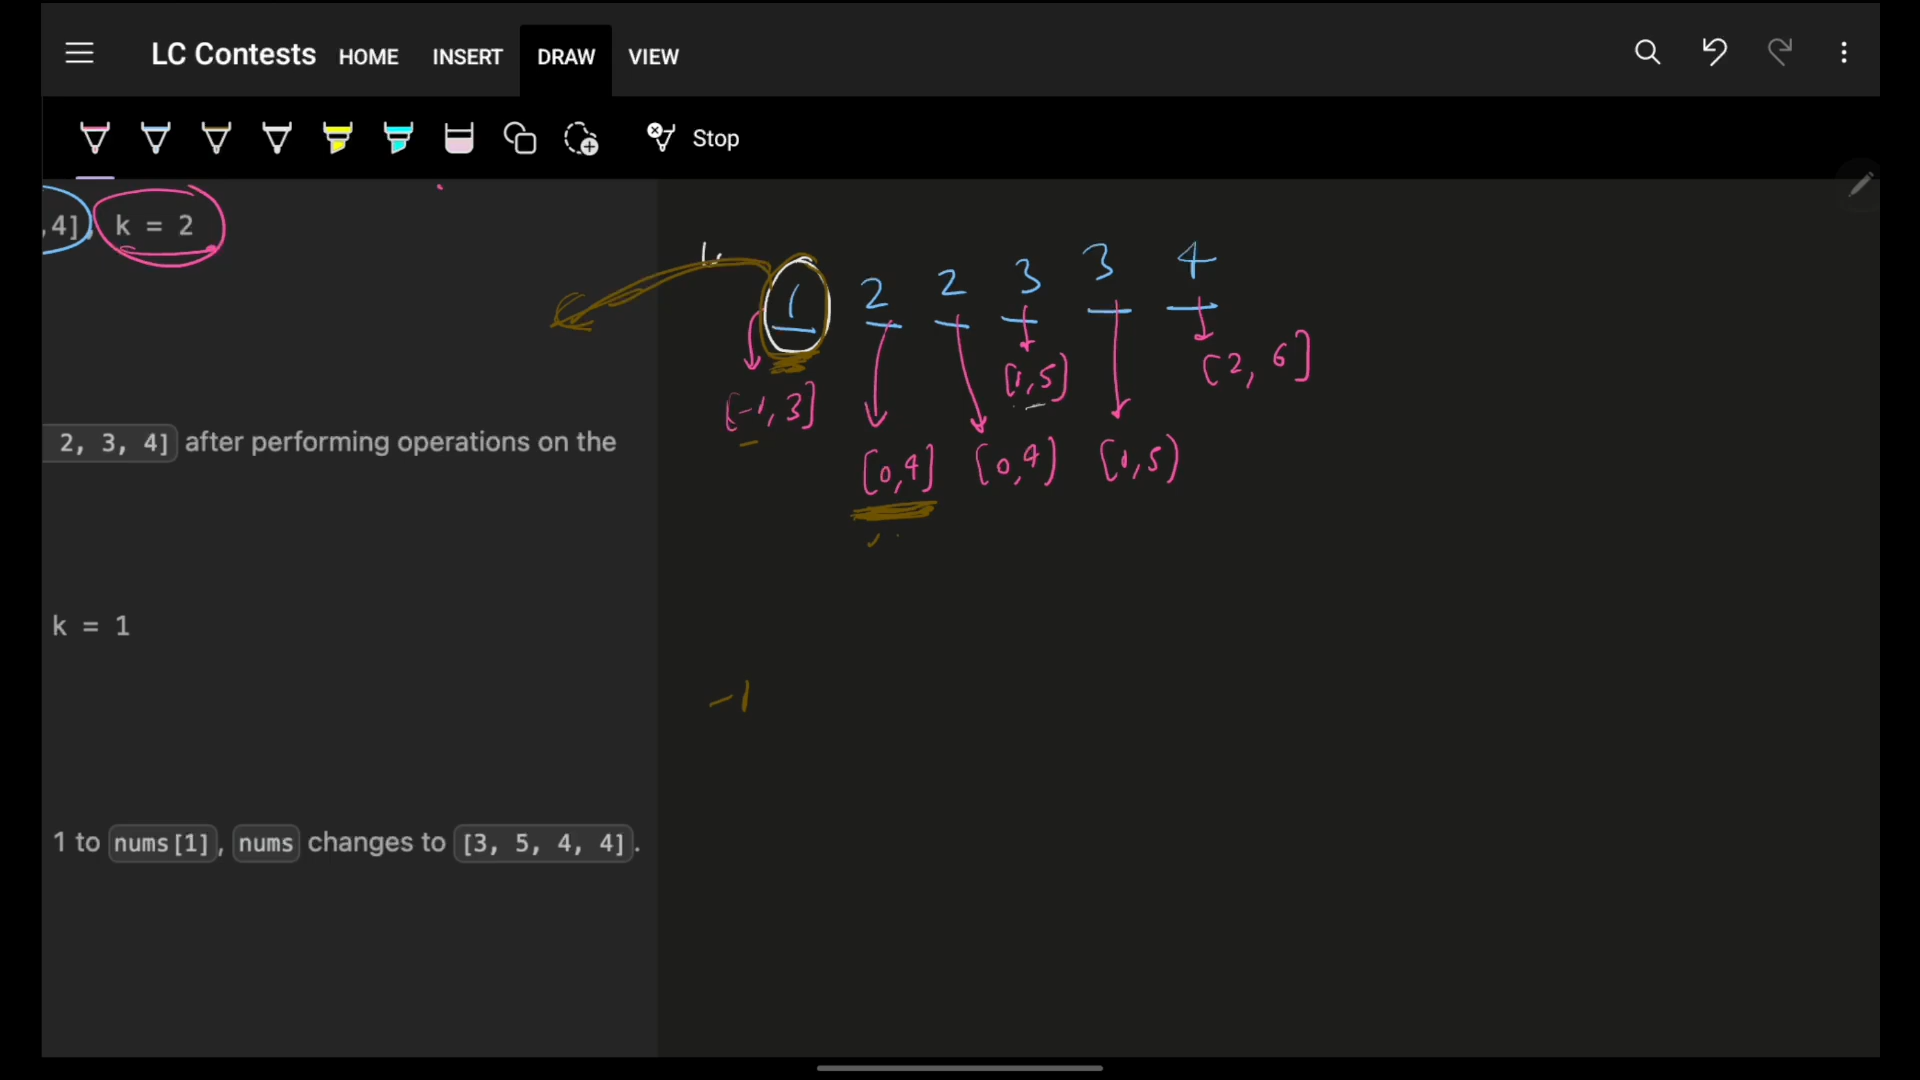 LC Contests HOME INSERT DRAW VIEW
Stop
,4], k = 2
1 2 2 3 3 4
[1,5] [2, 6]
[-1, 3]
2, 3, 4] after performing operations on the
[0,4] [0,4] [1,5]
k = 1
-1
1 to nums[1], nums changes to [3, 5, 4, 4].